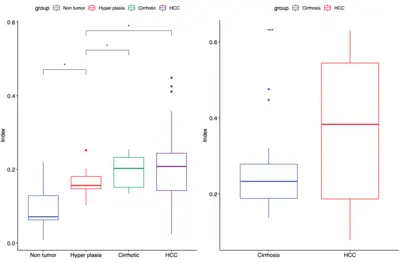 group Non tumor Hyper plasia Cirrhotic HCC
group Cirrhosis HCC
0.6
*
*
*
0.4
Index
0.2
0.0
Non tumor Hyper plasia Cirrhotic HCC
***
0.6
0.4
Index
0.2
Cirrhosis HCC